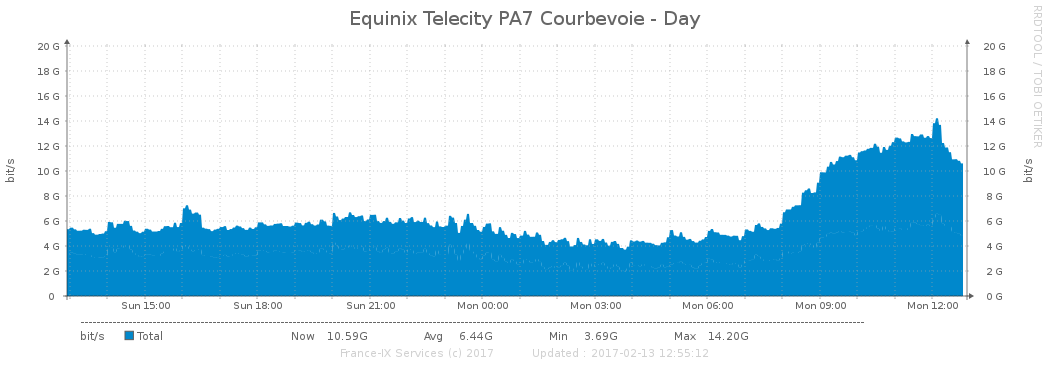 Equinix Telecity PA7 Courbevoie - Day
RRDTOOL / TOBI OETIKER
bit/s
20 G 20 G
18 G 18 G
16 G 16 G
14 G 14 G
12 G 12 G
10 G 10 G
8 G 8 G
6 G 6 G
4 G 4 G
2 G 2 G
0 0 G
bit/s
Sun 15:00 Sun 18:00 Sun 21:00 Mon 00:00 Mon 03:00 Mon 06:00 Mon 09:00 Mon 12:00
bit/s Total Now 10.59G Avg 6.44G Min 3.69G Max 14.20G
France-IX Services (c) 2017 Updated : 2017-02-13 12:55:12